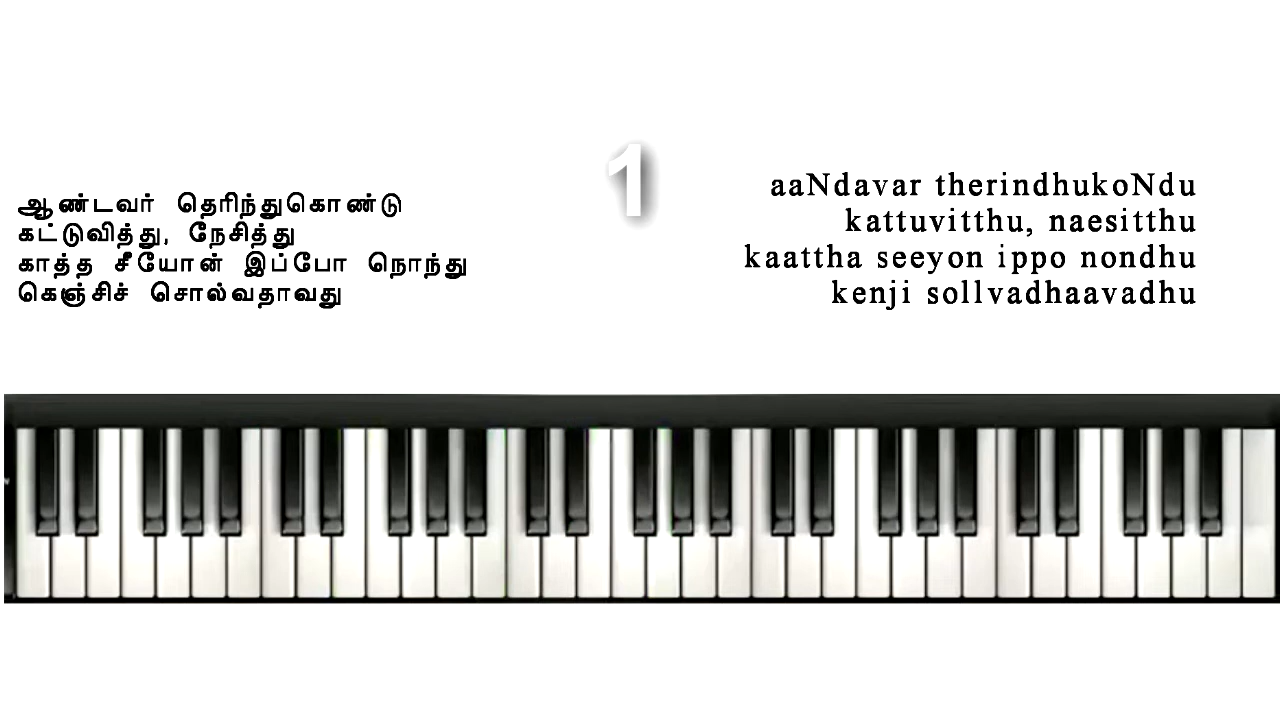 1
ஆண்டவர் தெரிந்துகொண்டு
கட்டுவித்து, நேசித்து
காத்த சீயோன் இப்போ நொந்து
கெஞ்சிச் சொல்வதாவது
aaNdavar therindhukoNdu
kattuvitthu, naesitthu
kaattha seeyon ippo nondhu
kenji sollvadhaavadhu